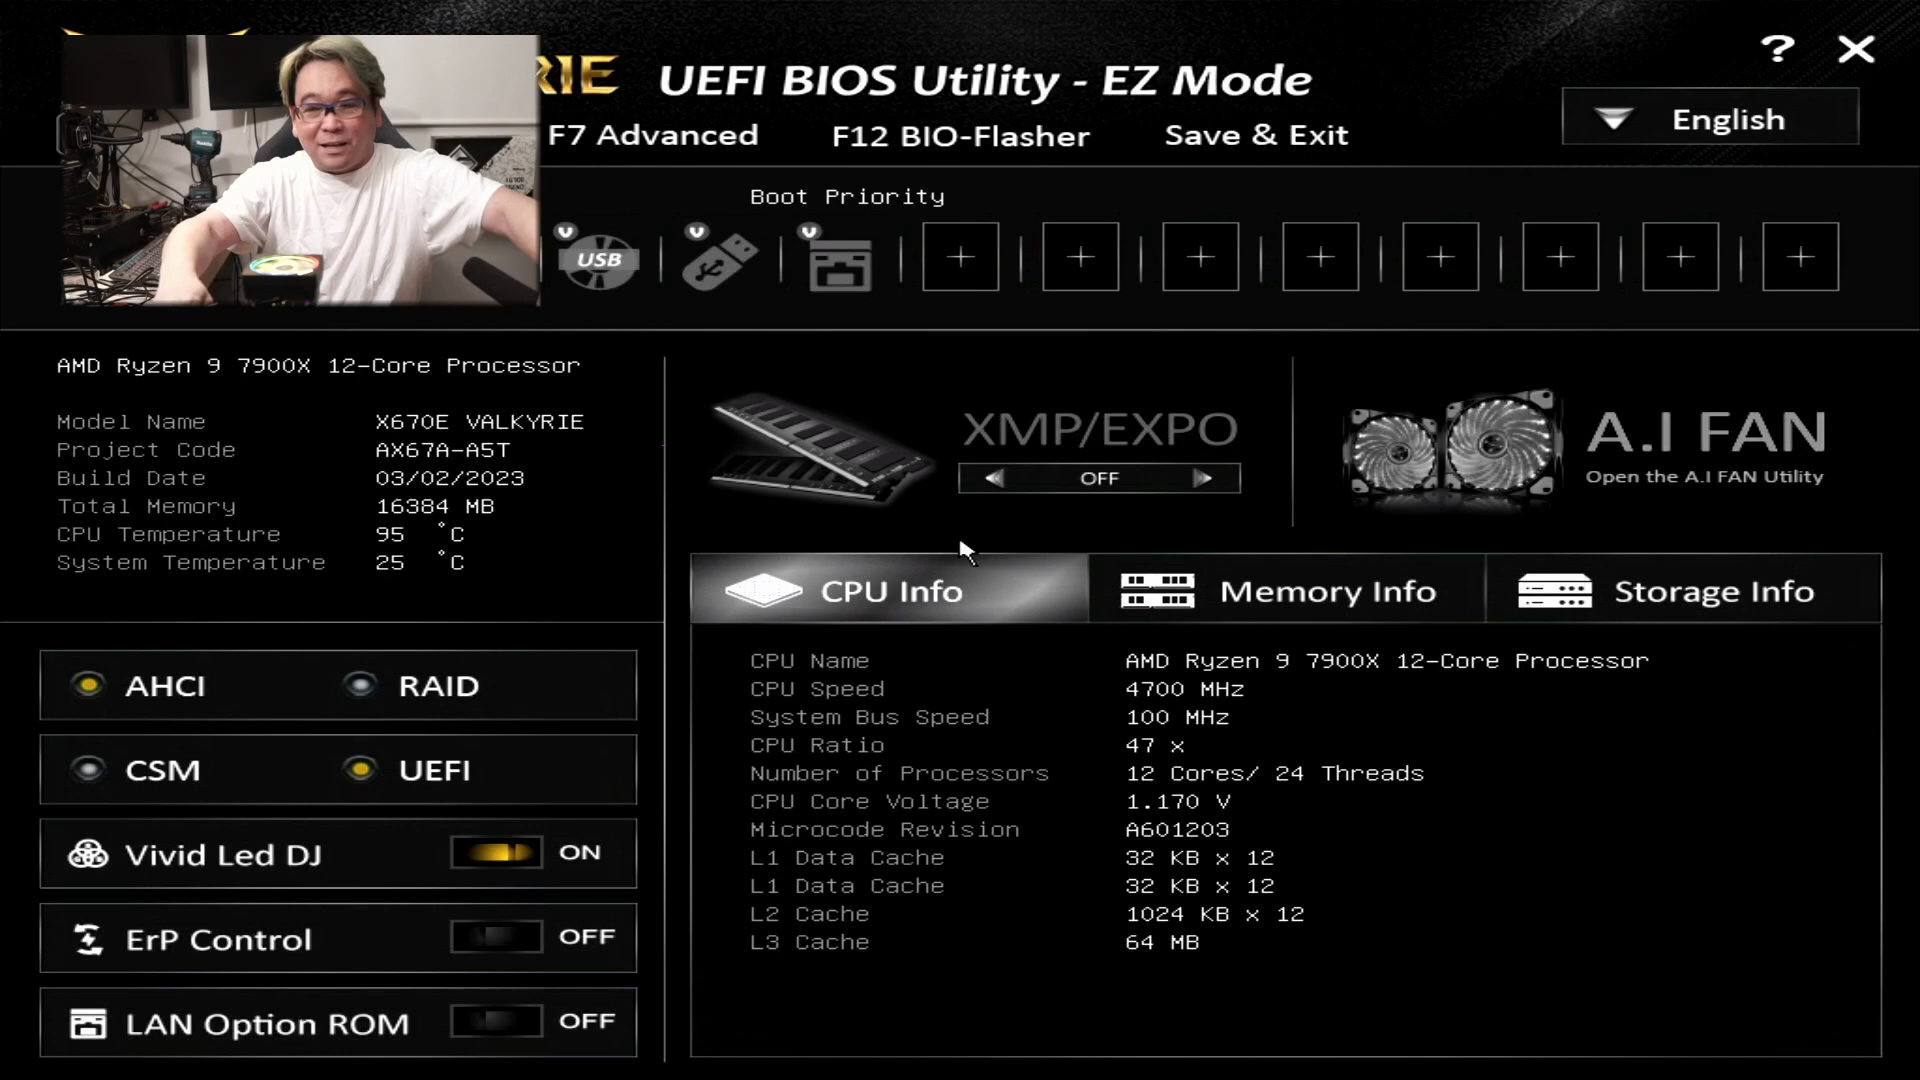 RIE UEFI BIOS Utility - EZ Mode
F7 Advanced F12 BIO-Flasher Save & Exit English
Boot Priority
USB
AMD Ryzen 9 7900X 12-Core Processor
Model Name X670E VALKYRIE
Project Code AX67A-A5T
Build Date 03/02/2023
Total Memory 16384 MB
CPU Temperature 95 °C
System Temperature 25 °C
XMP/EXPO
OFF
A.I FAN
Open the A.I FAN Utility
AHCI RAID
CSM UEFI
Vivid Led DJ ON
ErP Control OFF
LAN Option ROM OFF
CPU Info Memory Info Storage Info
CPU Name AMD Ryzen 9 7900X 12-Core Processor
CPU Speed 4700 MHz
System Bus Speed 100 MHz
CPU Ratio 47 x
Number of Processors 12 Cores/ 24 Threads
CPU Core Voltage 1.170 V
Microcode Revision A601203
L1 Data Cache 32 KB x 12
L1 Data Cache 32 KB x 12
L2 Cache 1024 KB x 12
L3 Cache 64 MB